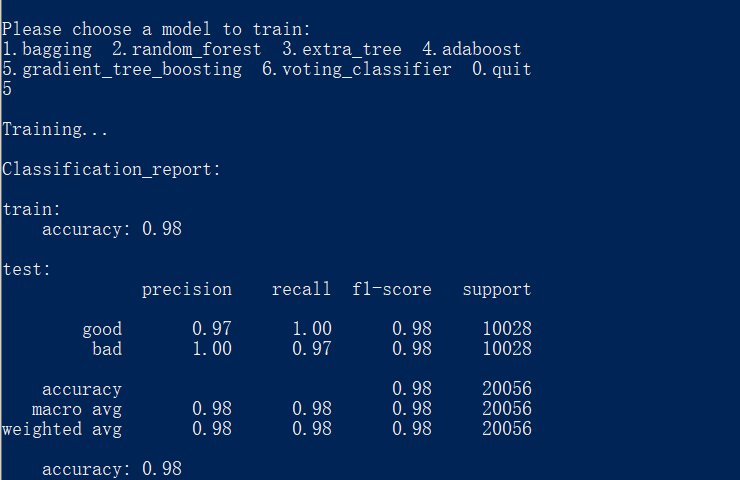 Please choose a model to train:
1.bagging  2.random_forest  3.extra_tree  4.adaboost
5.gradient_tree_boosting  6.voting_classifier  0.quit
5
Training...
Classification_report:
train:
    accuracy: 0.98
test:
              precision    recall  f1-score   support
        good       0.97      1.00      0.98     10028
         bad       1.00      0.97      0.98     10028
    accuracy                           0.98     20056
   macro avg       0.98      0.98      0.98     20056
weighted avg       0.98      0.98      0.98     20056
    accuracy: 0.98